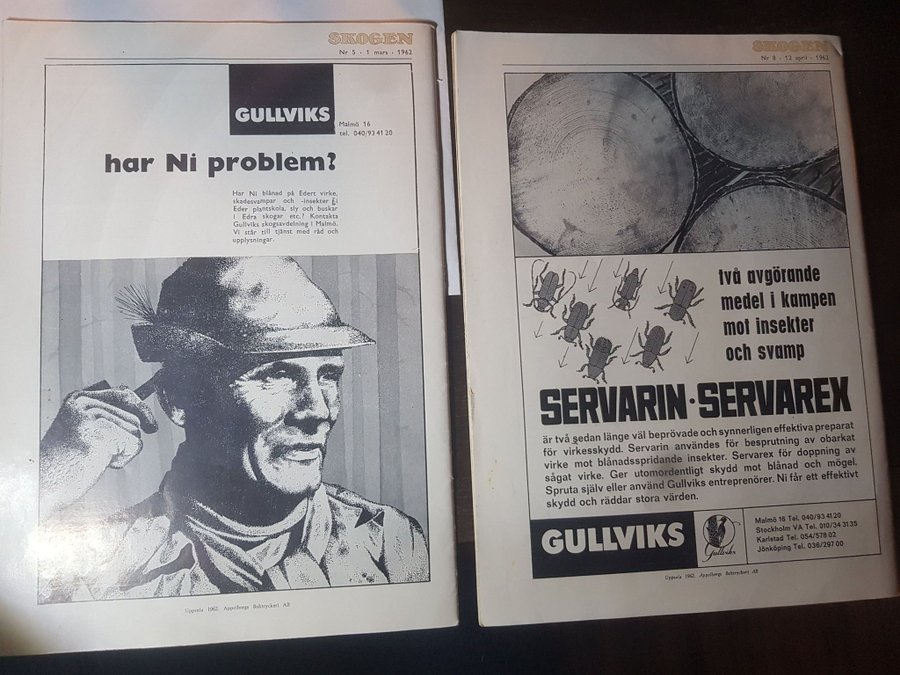 SKOGEN
Nr 5 · 1 mars · 1962
GULLVIKS
Malmö 16
tel. 040/93 41 20
har Ni problem?
Har Ni blånad på Edert virke,
skadesvampar och -insekter i
Eder plantskola, sly och buskar
i Edra skogar etc.? Kontakta
Gullviks skogsavdelning i Malmö.
Vi står till tjänst med råd och
upplysningar.
Uppsala 1962. Appelbergs Boktryckeri AB
SKOGEN
Nr 8 · 12 april · 1962
två avgörande
medel i kampen
mot insekter
och svamp
SERVARIN·SERVAREX
är två sedan länge väl beprövade och synnerligen effektiva preparat
för virkesskydd. Servarin användes för besprutning av obarkat
virke mot blånadsspridande insekter. Servarex för doppning av
sågat virke. Ger utomordentligt skydd mot blånad och mögel.
Spruta själv eller använd Gullviks entreprenörer. Ni får ett effektivt
skydd och räddar stora värden.
GULLVIKS
Gullviks
Malmö 16 Tel. 040/93 41 20
Stockholm VA Tel. 010/34 31 35
Karlstad Tel. 054/578 02
Jönköping Tel. 036/297 00
Uppsala 1962. Appelbergs Boktryckeri AB